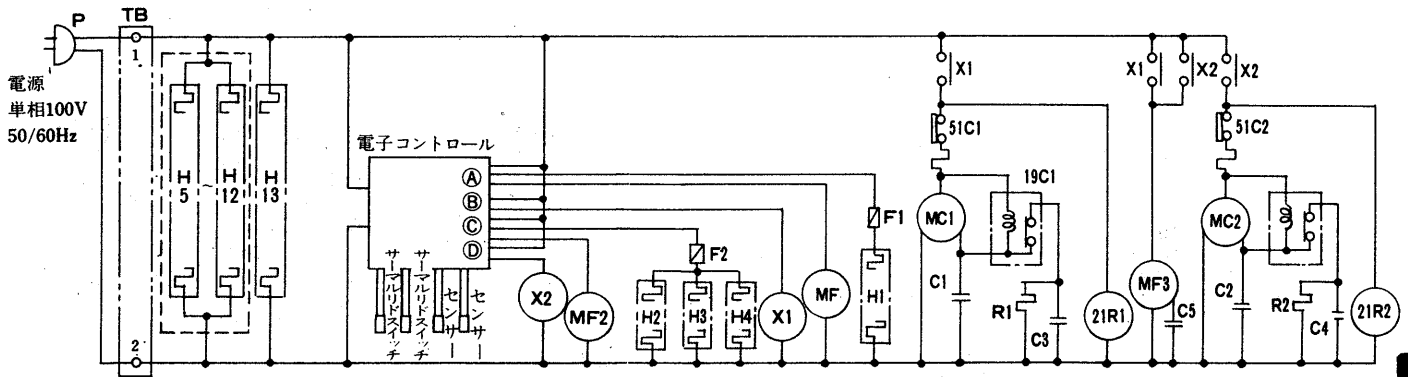 P
TB
1
電源
単相100V
50/60Hz
H
5
~
H
12
H
13
2
電子コントロール
Ⓐ
Ⓑ
Ⓒ
Ⓓ
サーマルリードスイッチ
サーマルリードスイッチ
センサー
センサー
X2
MF2
F2
H2
H3
H4
X1
MF
F1
H1
X1
51C1
MC1
19C1
C1
R1
C3
21R1
X1
X2
X2
MF3
C5
51C2
MC2
C2
R2
C4
21R2